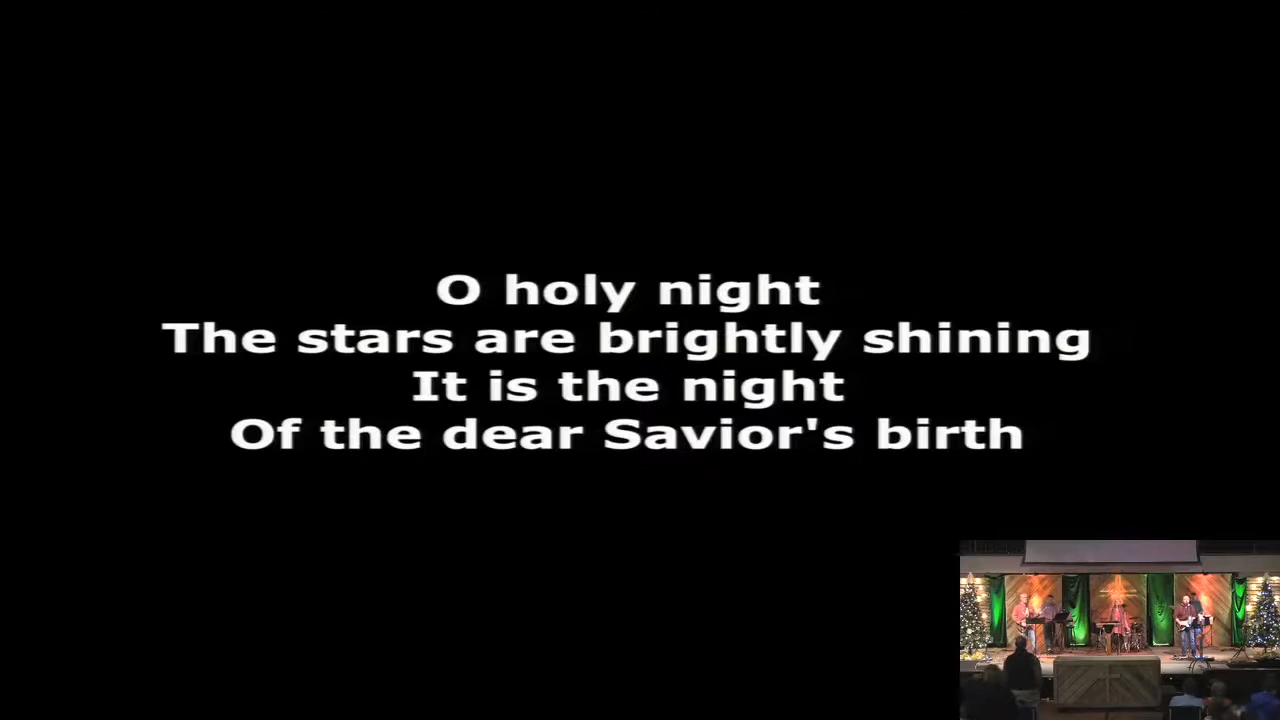 O holy night
The stars are brightly shining
It is the night
Of the dear Savior's birth